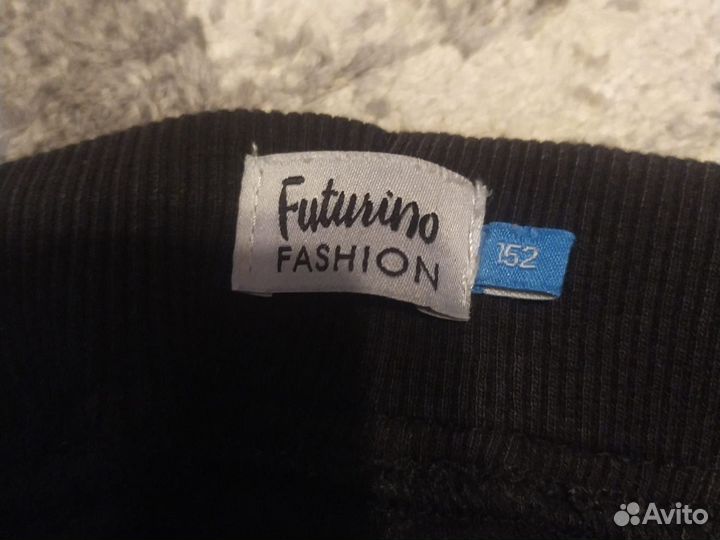 Futurino
FASHION
152
Avito